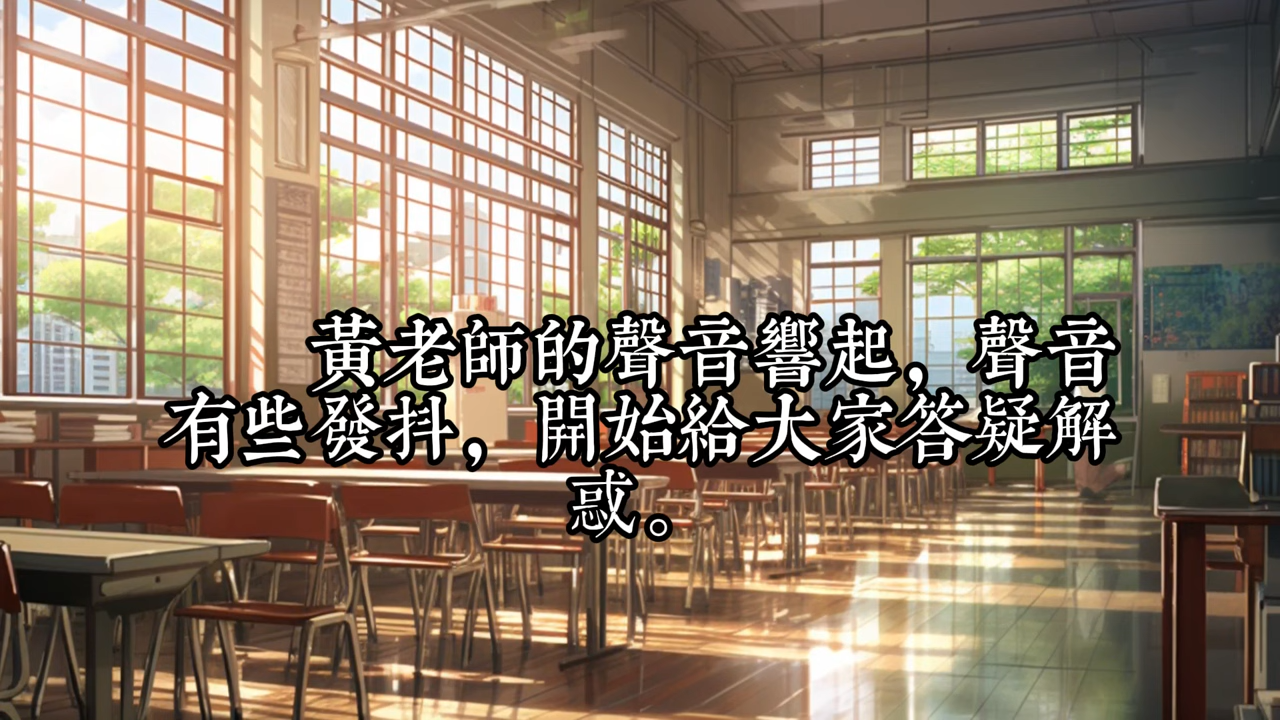 黃老師的聲音響起，聲音
有些發抖，開始給大家答疑解
惑。